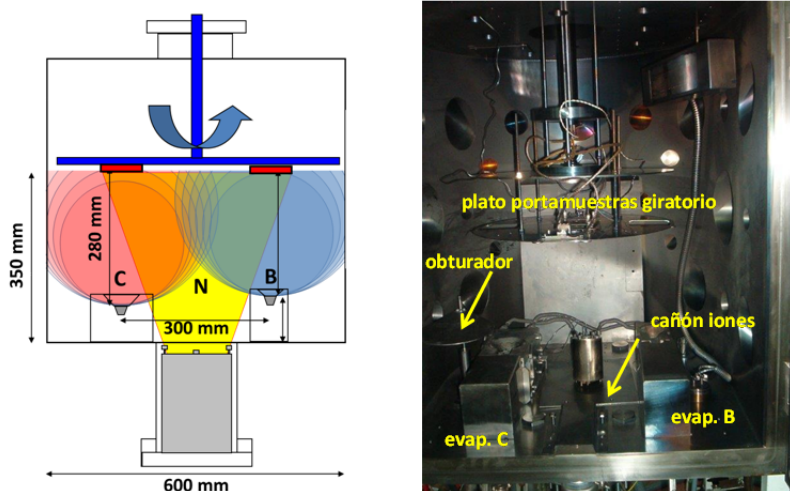 350 mm
280 mm
C
N
B
300 mm
600 mm
plato portamuestras giratorio
obturador
cañón iones
evap. C
evap. B